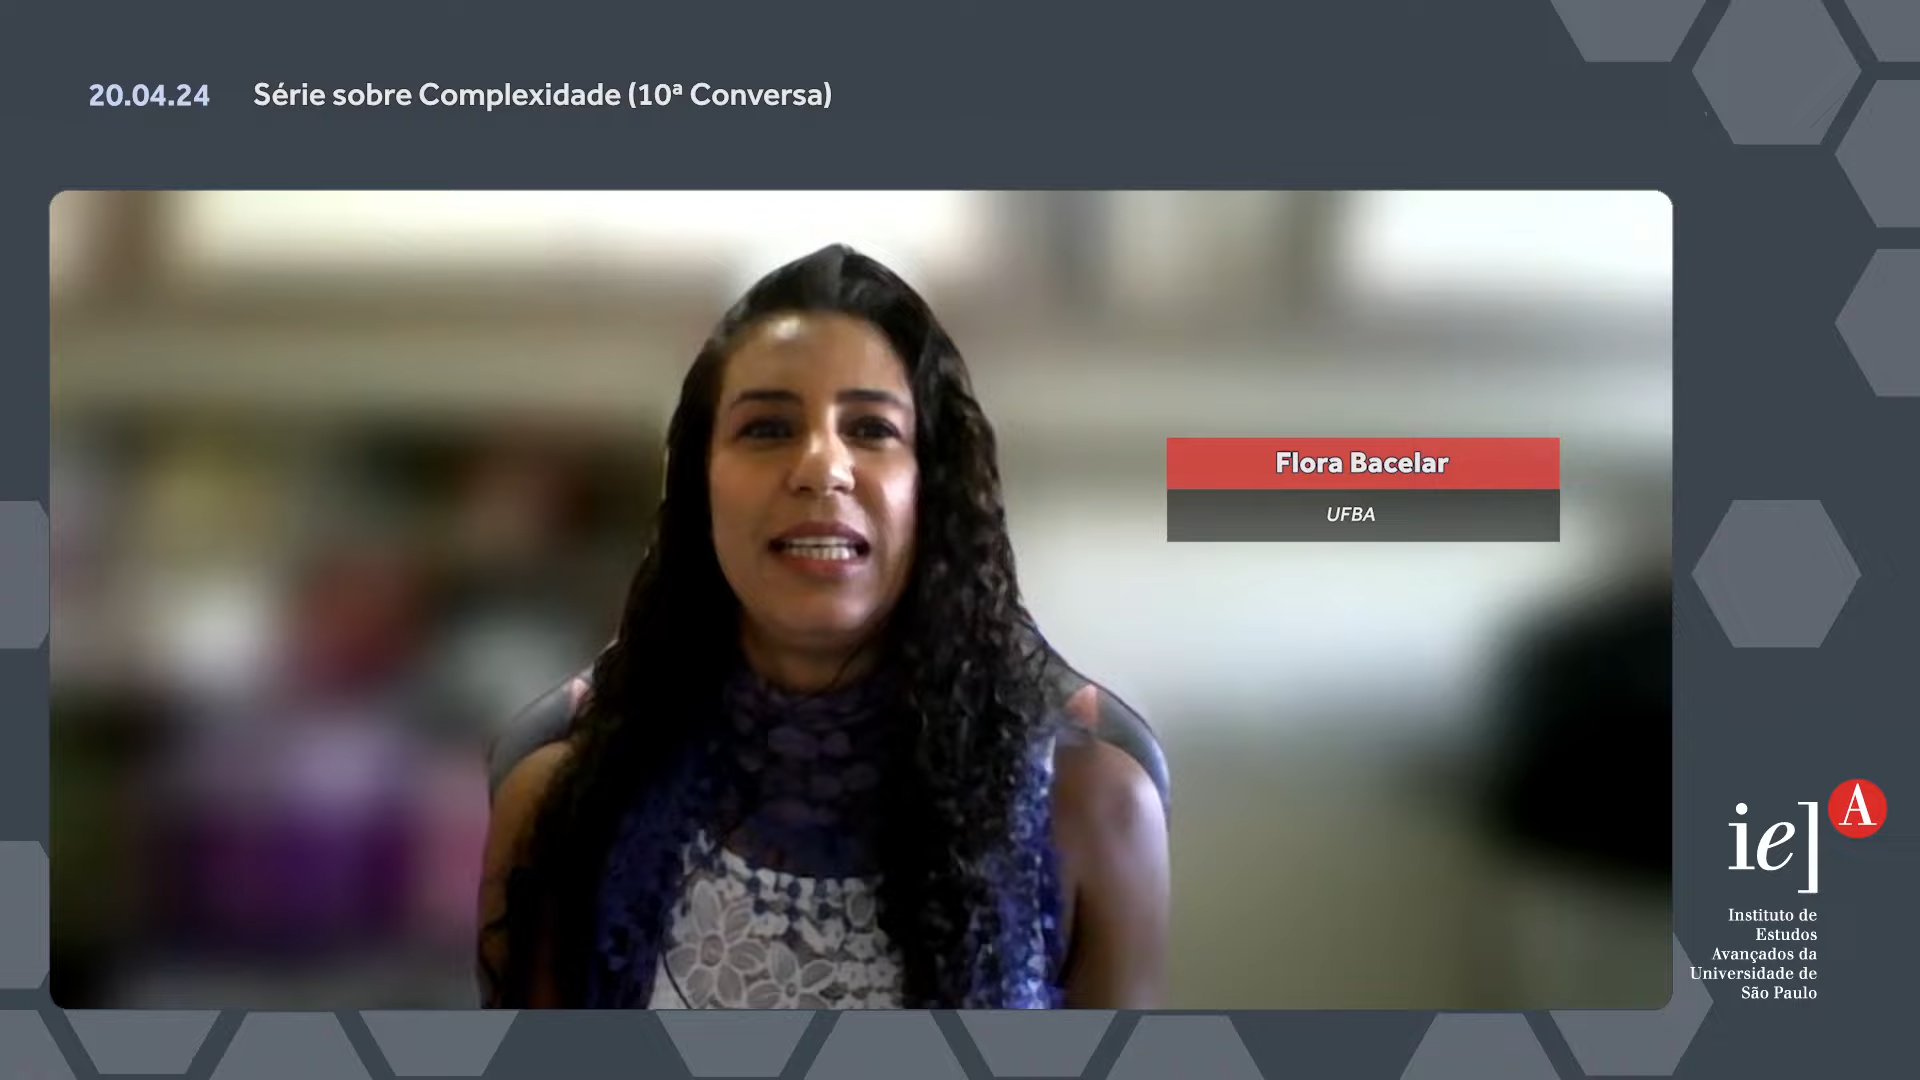 20.04.24 Série sobre Complexidade (10ª Conversa)
Flora Bacelar
UFBA
ie] A
Instituto de
Estudos
Avançados da
Universidade de
São Paulo